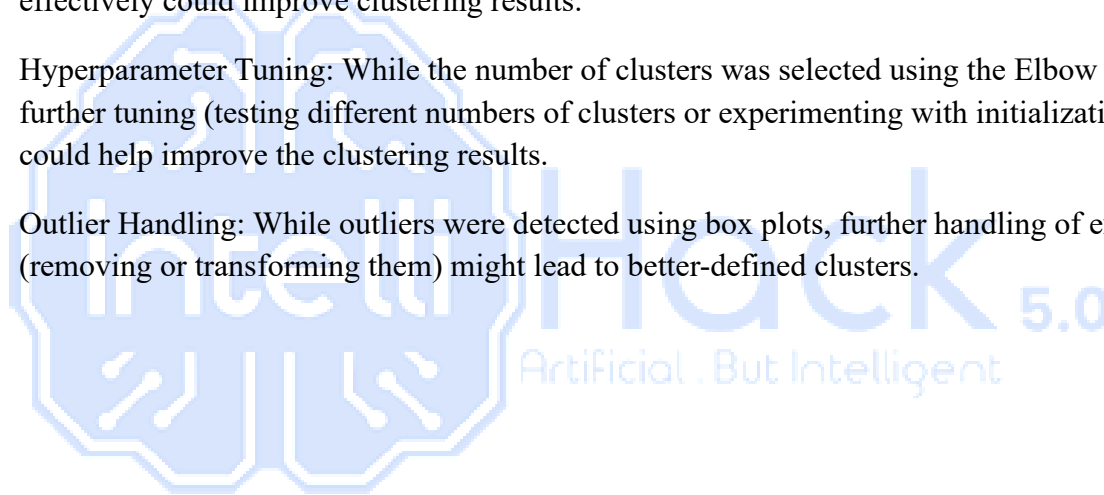 effectively could improve clustering results.
Hyperparameter Tuning: While the number of clusters was selected using the Elbow
further tuning (testing different numbers of clusters or experimenting with
could help improve the clustering results.
Outlier Handling: While outliers were detected using box plots, further handling of
(removing or transforming them) might lead to better-defined clusters.
Intelli Hack 5.0
Artificial . But Intelligent